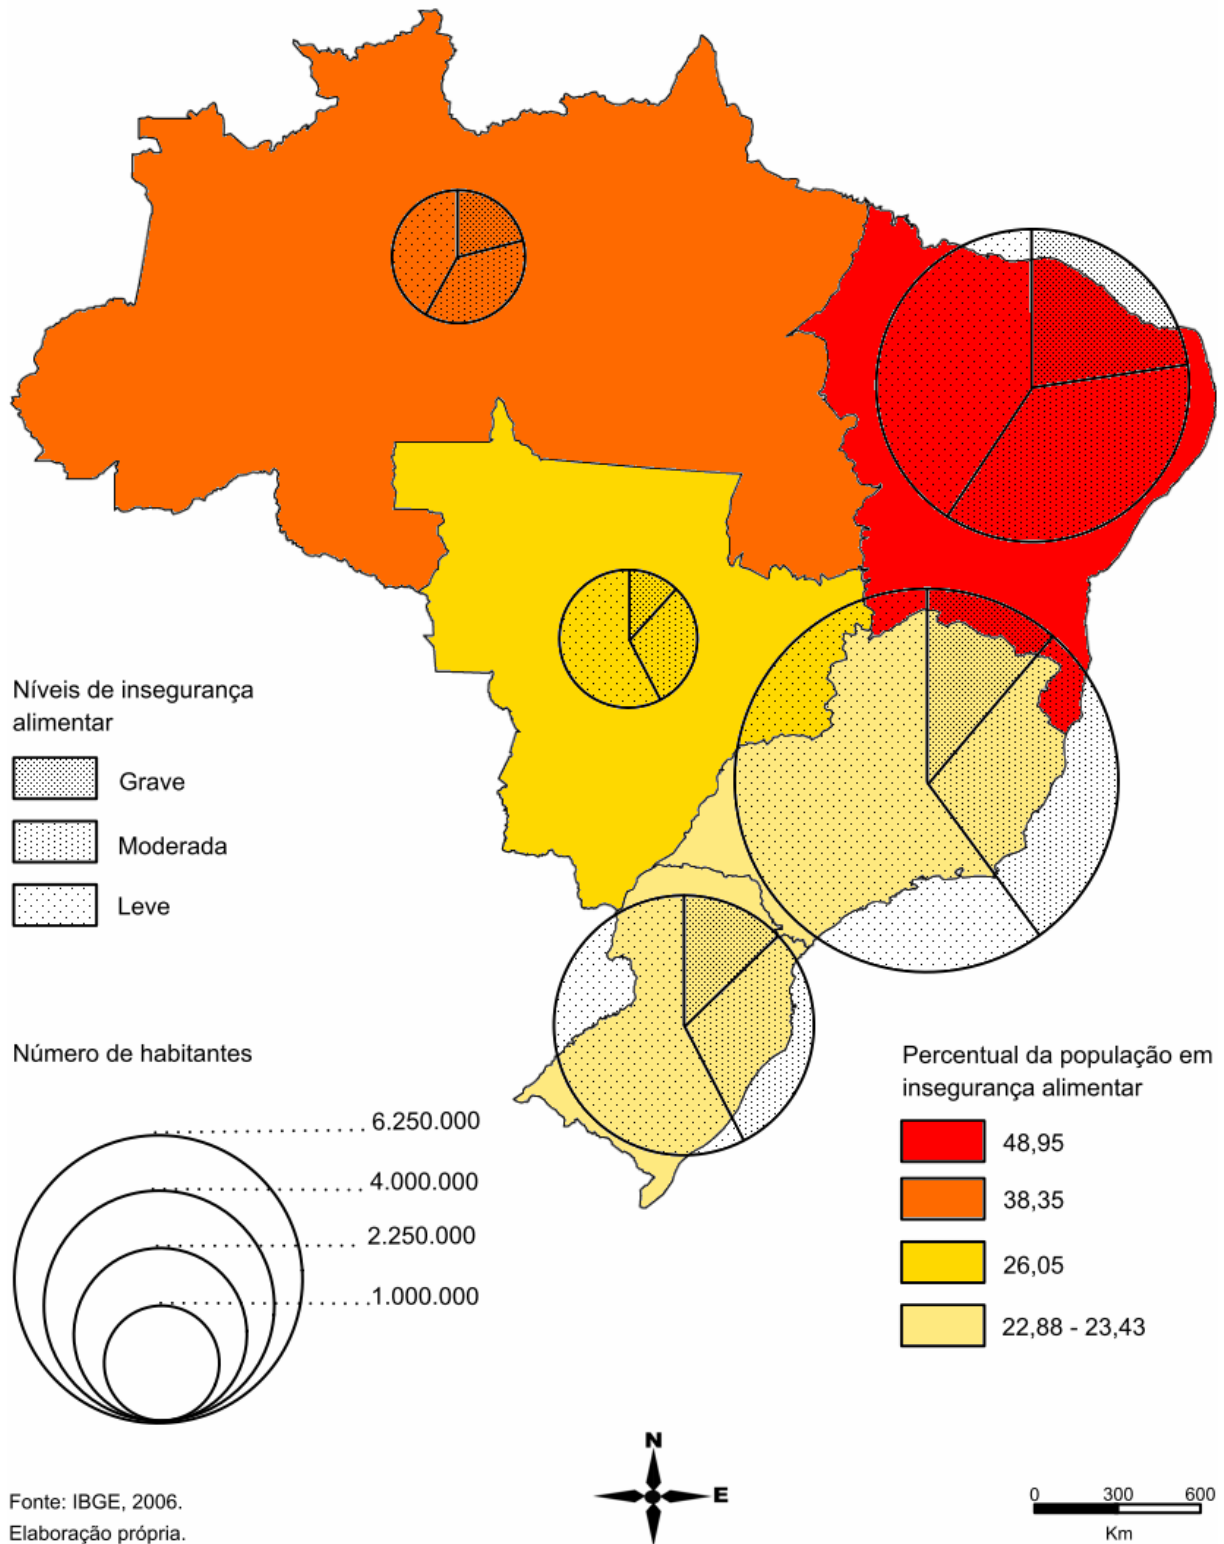 Níveis de insegurança
alimentar
Grave
Moderada
Leve
Número de habitantes
6.250.000
4.000.000
2.250.000
1.000.000
Percentual da população em
insegurança alimentar
48,95
38,35
26,05
22,88 - 23,43
Fonte: IBGE, 2006.
Elaboração própria.
N
E
0 300 600
Km